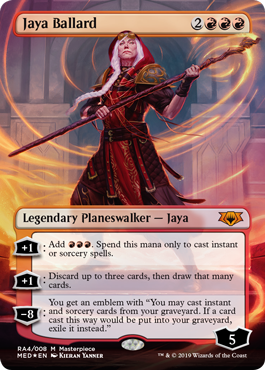 Jaya Ballard 2
Legendary Planeswalker — Jaya
+1 : Add. Spend this mana only to cast instant
or sorcery spells.
+1 : Discard up to three cards, then draw that many
cards.
-8 : You get an emblem with “You may cast instant
and sorcery cards from your graveyard. If a card
cast this way would be put into your graveyard,
exile it instead.”
5
RA4/008 M Masterpiece
MED EN KIERAN YANNER
™ & © 2019 Wizards of the Coast